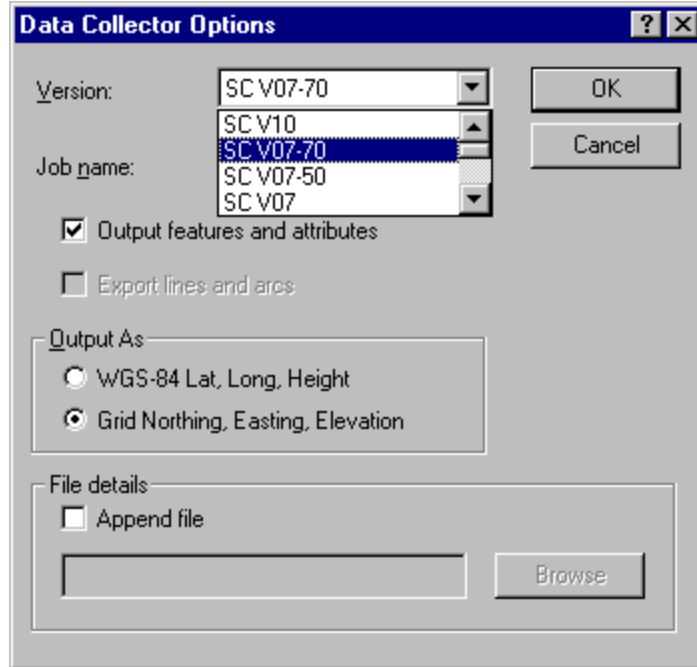 Data Collector Options
Version: SC V07-70 OK
SC V10
SC V07-70
SC V07-50
SC V07
Cancel
Job name:
Output features and attributes
Export lines and arcs
Output As
WGS-84 Lat, Long, Height
Grid Northing, Easting, Elevation
File details
Append file
Browse